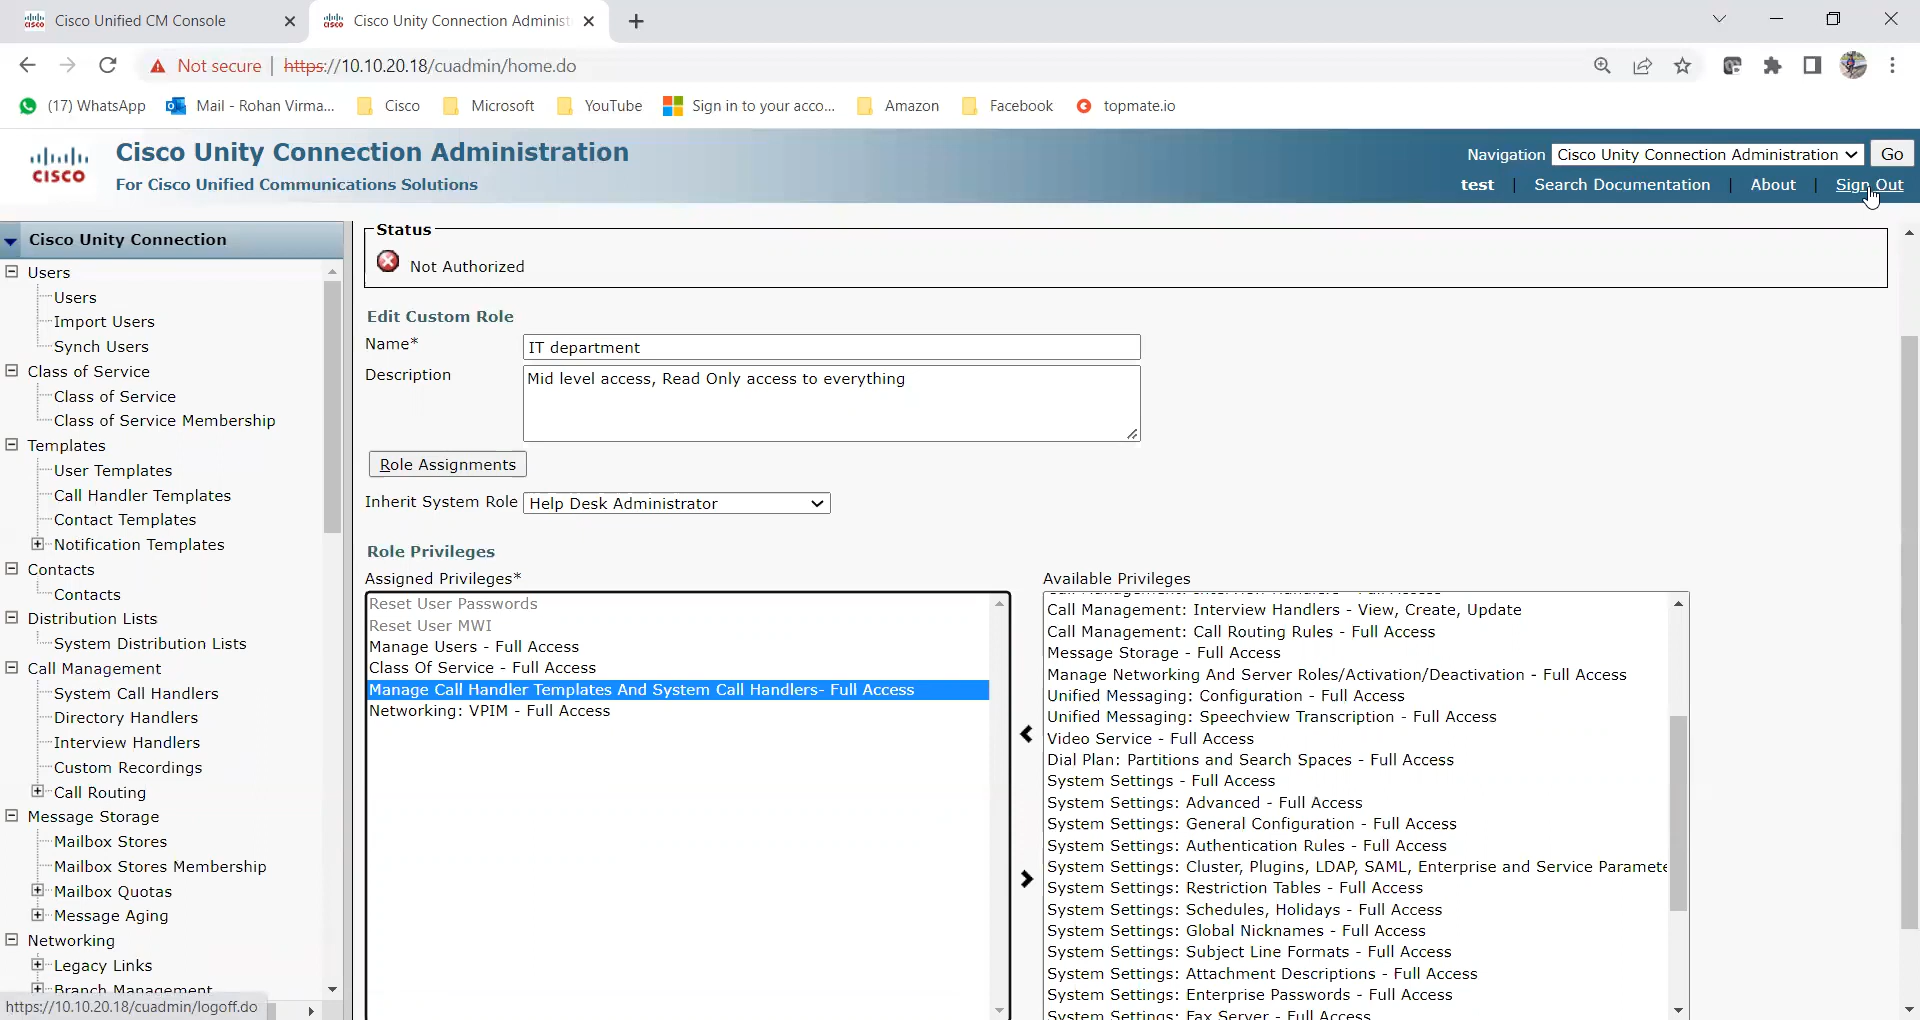 Cisco Unified CM Console
Cisco Unity Connection Administ
Not secure
https://10.10.20.18/cuadmin/home.do
(17) WhatsApp
Mail - Rohan Virma...
Cisco
Microsoft
YouTube
Sign in to your acco...
Amazon
Facebook
topmate.io
cisco
Cisco Unity Connection Administration
For Cisco Unified Communications Solutions
Navigation Cisco Unity Connection Administration Go
test Search Documentation About Sign Out
Cisco Unity Connection
Users
Users
Import Users
Synch Users
Class of Service
Class of Service
Class of Service Membership
Templates
User Templates
Call Handler Templates
Contact Templates
Notification Templates
Contacts
Contacts
Distribution Lists
System Distribution Lists
Call Management
System Call Handlers
Directory Handlers
Interview Handlers
Custom Recordings
Call Routing
Message Storage
Mailbox Stores
Mailbox Stores Membership
Mailbox Quotas
Message Aging
Networking
Legacy Links
Branch Management
https://10.10.20.18/cuadmin/logoff.do
Status
Not Authorized
Edit Custom Role
Name* IT department
Description Mid level access, Read Only access to everything
Role Assignments
Inherit System Role Help Desk Administrator
Role Privileges
Assigned Privileges*
Reset User Passwords
Reset User MWI
Manage Users - Full Access
Class Of Service - Full Access
Manage Call Handler Templates And System Call Handlers- Full Access
Networking: VPIM - Full Access
Available Privileges
Call Management: Interview Handlers - Full Access
Call Management: Interview Handlers - View, Create, Update
Call Management: Call Routing Rules - Full Access
Message Storage - Full Access
Manage Networking And Server Roles/Activation/Deactivation - Full Access
Unified Messaging: Configuration - Full Access
Unified Messaging: Speechview Transcription - Full Access
Video Service - Full Access
Dial Plan: Partitions and Search Spaces - Full Access
System Settings - Full Access
System Settings: Advanced - Full Access
System Settings: General Configuration - Full Access
System Settings: Authentication Rules - Full Access
System Settings: Cluster, Plugins, LDAP, SAML, Enterprise and Service Paramete
System Settings: Restriction Tables - Full Access
System Settings: Schedules, Holidays - Full Access
System Settings: Global Nicknames - Full Access
System Settings: Subject Line Formats - Full Access
System Settings: Attachment Descriptions - Full Access
System Settings: Enterprise Passwords - Full Access
System Settings: Fax Server - Full Access